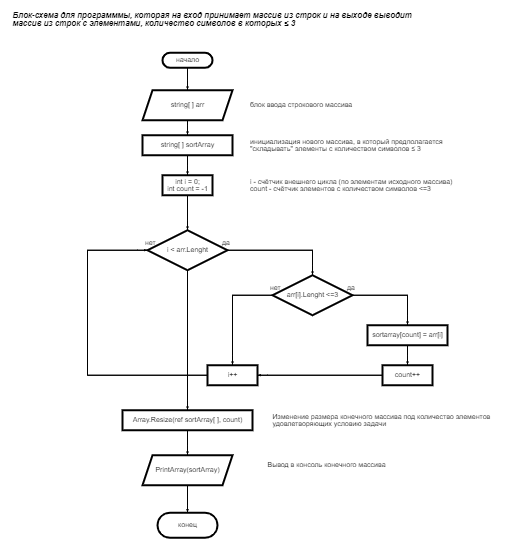 Блок-схема для программмы, которая на вход принимает массив из строк и на выходе выводит
массив из строк с элементами, количество символов в которых ≤ 3
начало
string[ ] arr
блок ввода строкового массива
string[ ] sortArray
инициализация нового массива, в который предполагается
"складывать" элементы с количеством символов ≤ 3
int i = 0;
int count = -1
i - счётчик внешнего цикла (по элементам исходного массива)
count - счётчик элементов с количеством символов <=3
нет
i < arr.Lenght
да
нет
arr[i].Lenght <=3
да
sortarray[count] = arr[i]
i++
count++
Array.Resize(ref sortArray[ ], count)
Изменение размера конечного массива под количество элементов
удовлетворяющих условию задачи
PrintArray(sortArray)
Вывод в консоль конечного массива
конец